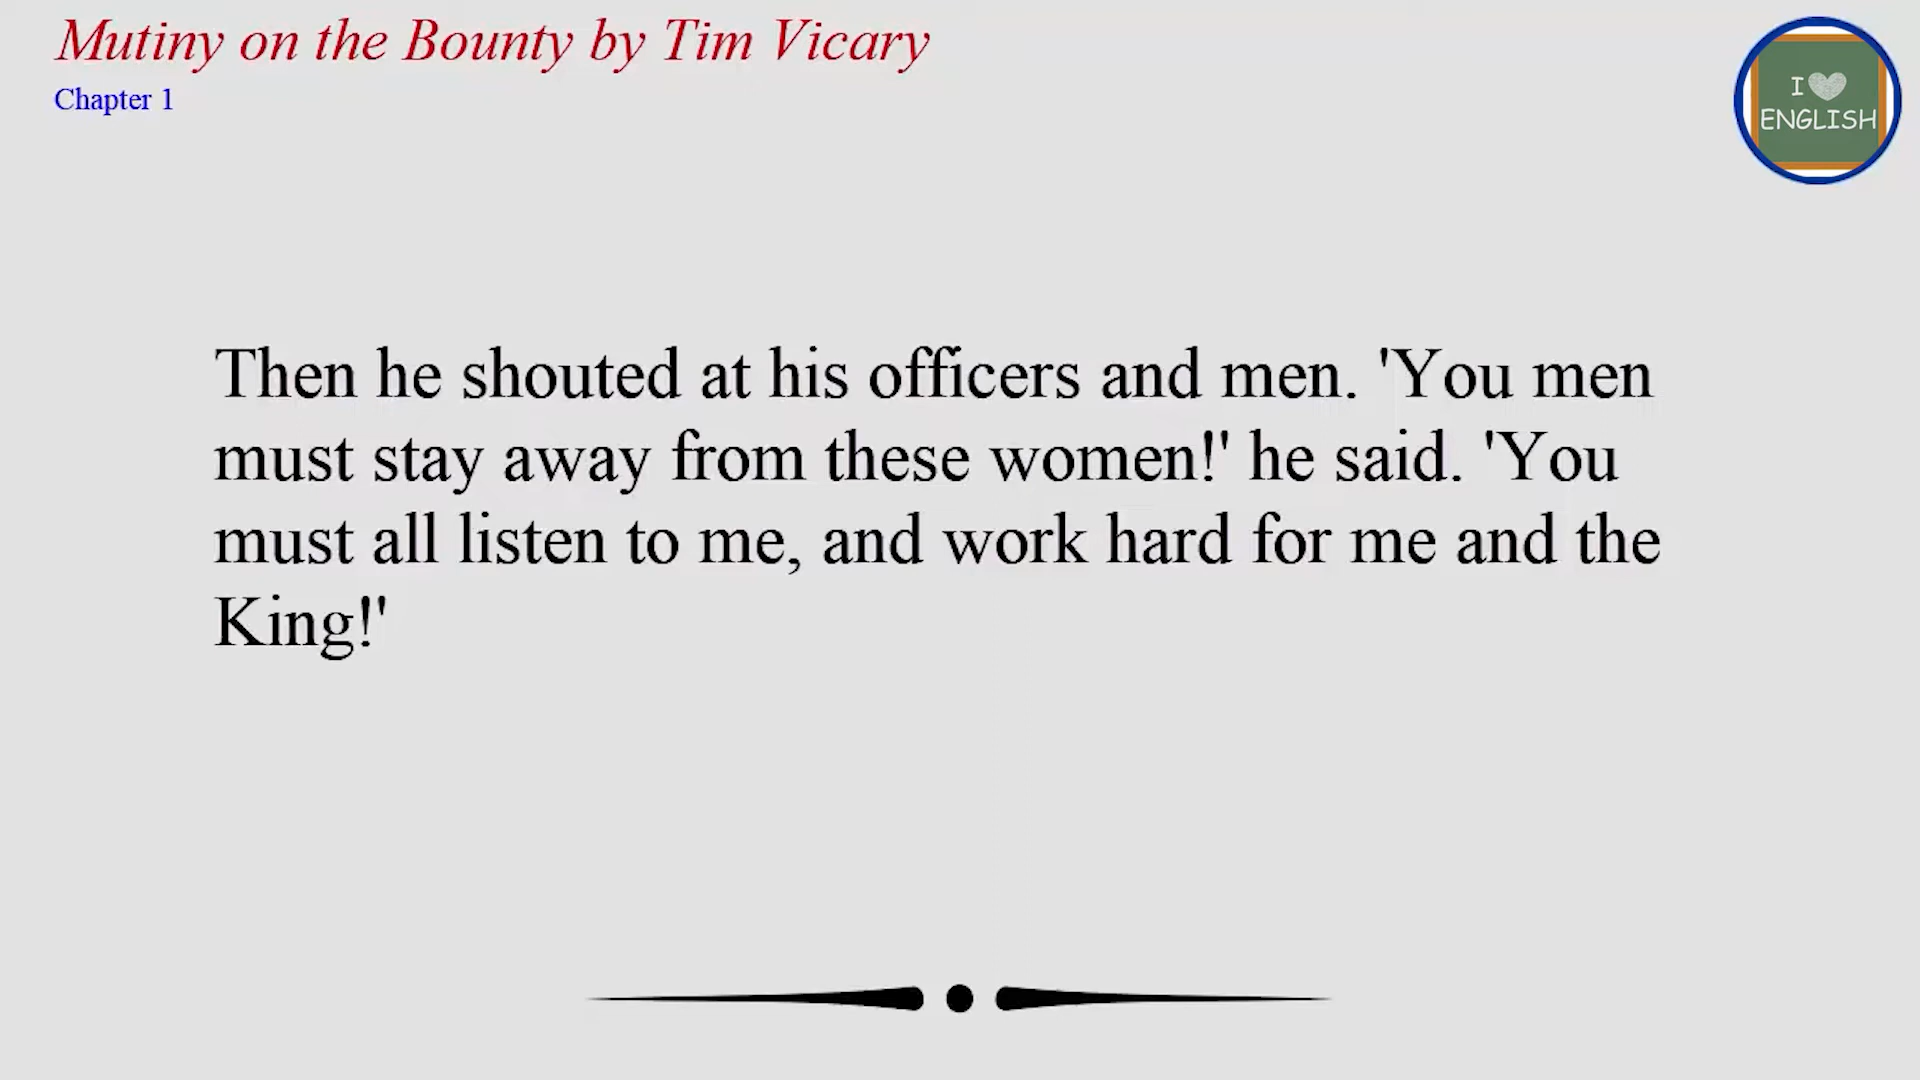 Mutiny on the Bounty by Tim Vicary
Chapter 1
I
ENGLISH
Then he shouted at his officers and men. 'You men
must stay away from these women!' he said. 'You
must all listen to me, and work hard for me and the
King!'